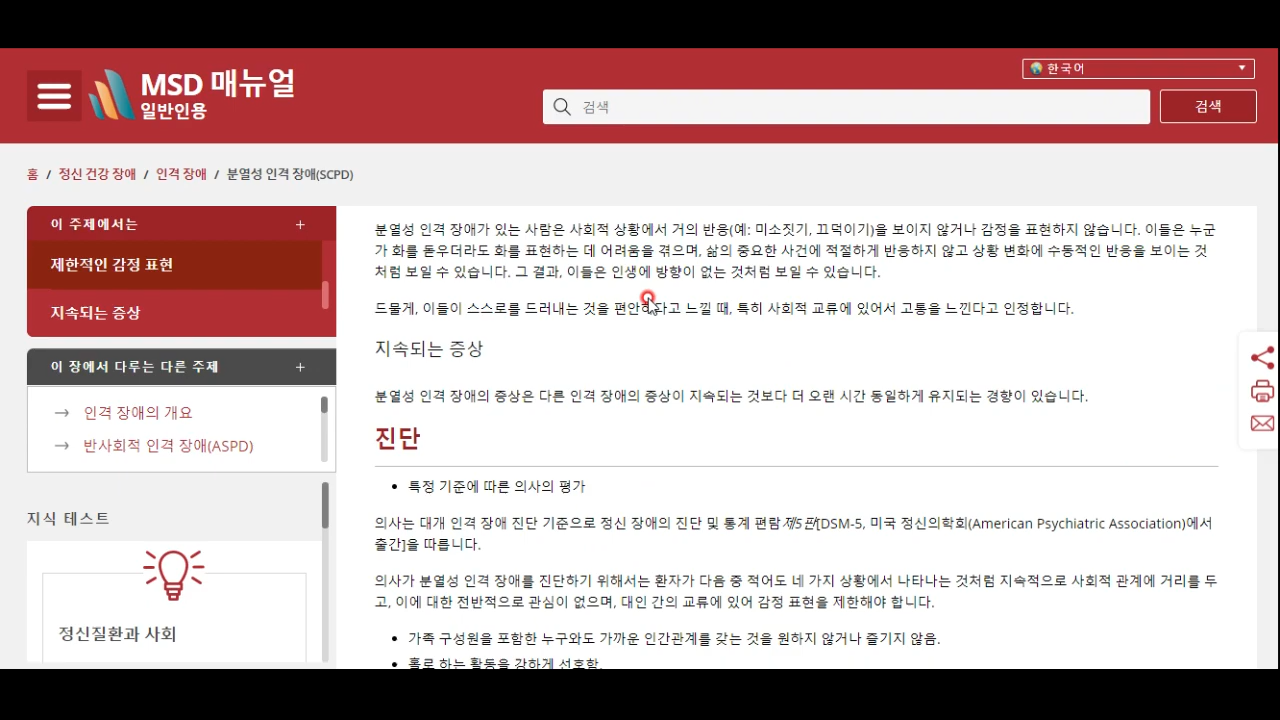 MSD 매뉴얼
일반인용
한국어
검색
검색
홈 / 정신 건강 장애 / 인격 장애 / 분열성 인격 장애(SCPD)
이 주제에서는 +
제한적인 감정 표현
지속되는 증상
이 장에서 다루는 다른 주제 +
→ 인격 장애의 개요
→ 반사회적 인격 장애(ASPD)
지식 테스트
정신질환과 사회
분열성 인격 장애가 있는 사람은 사회적 상황에서 거의 반응(예: 미소짓기, 끄덕이기)을 보이지 않거나 감정을 표현하지 않습니다. 이들은 누군
가 화를 돋우더라도 화를 표현하는 데 어려움을 겪으며, 삶의 중요한 사건에 적절하게 반응하지 않고 상황 변화에 수동적인 반응을 보이는 것
처럼 보일 수 있습니다. 그 결과, 이들은 인생에 방향이 없는 것처럼 보일 수 있습니다.
드물게, 이들이 스스로를 드러내는 것을 편안하다고 느낄 때, 특히 사회적 교류에 있어서 고통을 느낀다고 인정합니다.
지속되는 증상
분열성 인격 장애의 증상은 다른 인격 장애의 증상이 지속되는 것보다 더 오랜 시간 동일하게 유지되는 경향이 있습니다.
진단
• 특정 기준에 따른 의사의 평가
의사는 대개 인격 장애 진단 기준으로 정신 장애의 진단 및 통계 편람 제5판[DSM-5, 미국 정신의학회(American Psychiatric Association)에서
출간]을 따릅니다.
의사가 분열성 인격 장애를 진단하기 위해서는 환자가 다음 중 적어도 네 가지 상황에서 나타나는 것처럼 지속적으로 사회적 관계에 거리를 두
고, 이에 대한 전반적으로 관심이 없으며, 대인 간의 교류에 있어 감정 표현을 제한해야 합니다.
• 가족 구성원을 포함한 누구와도 가까운 인간관계를 갖는 것을 원하지 않거나 즐기지 않음.
• 홀로 하는 활동을 강하게 선호함.